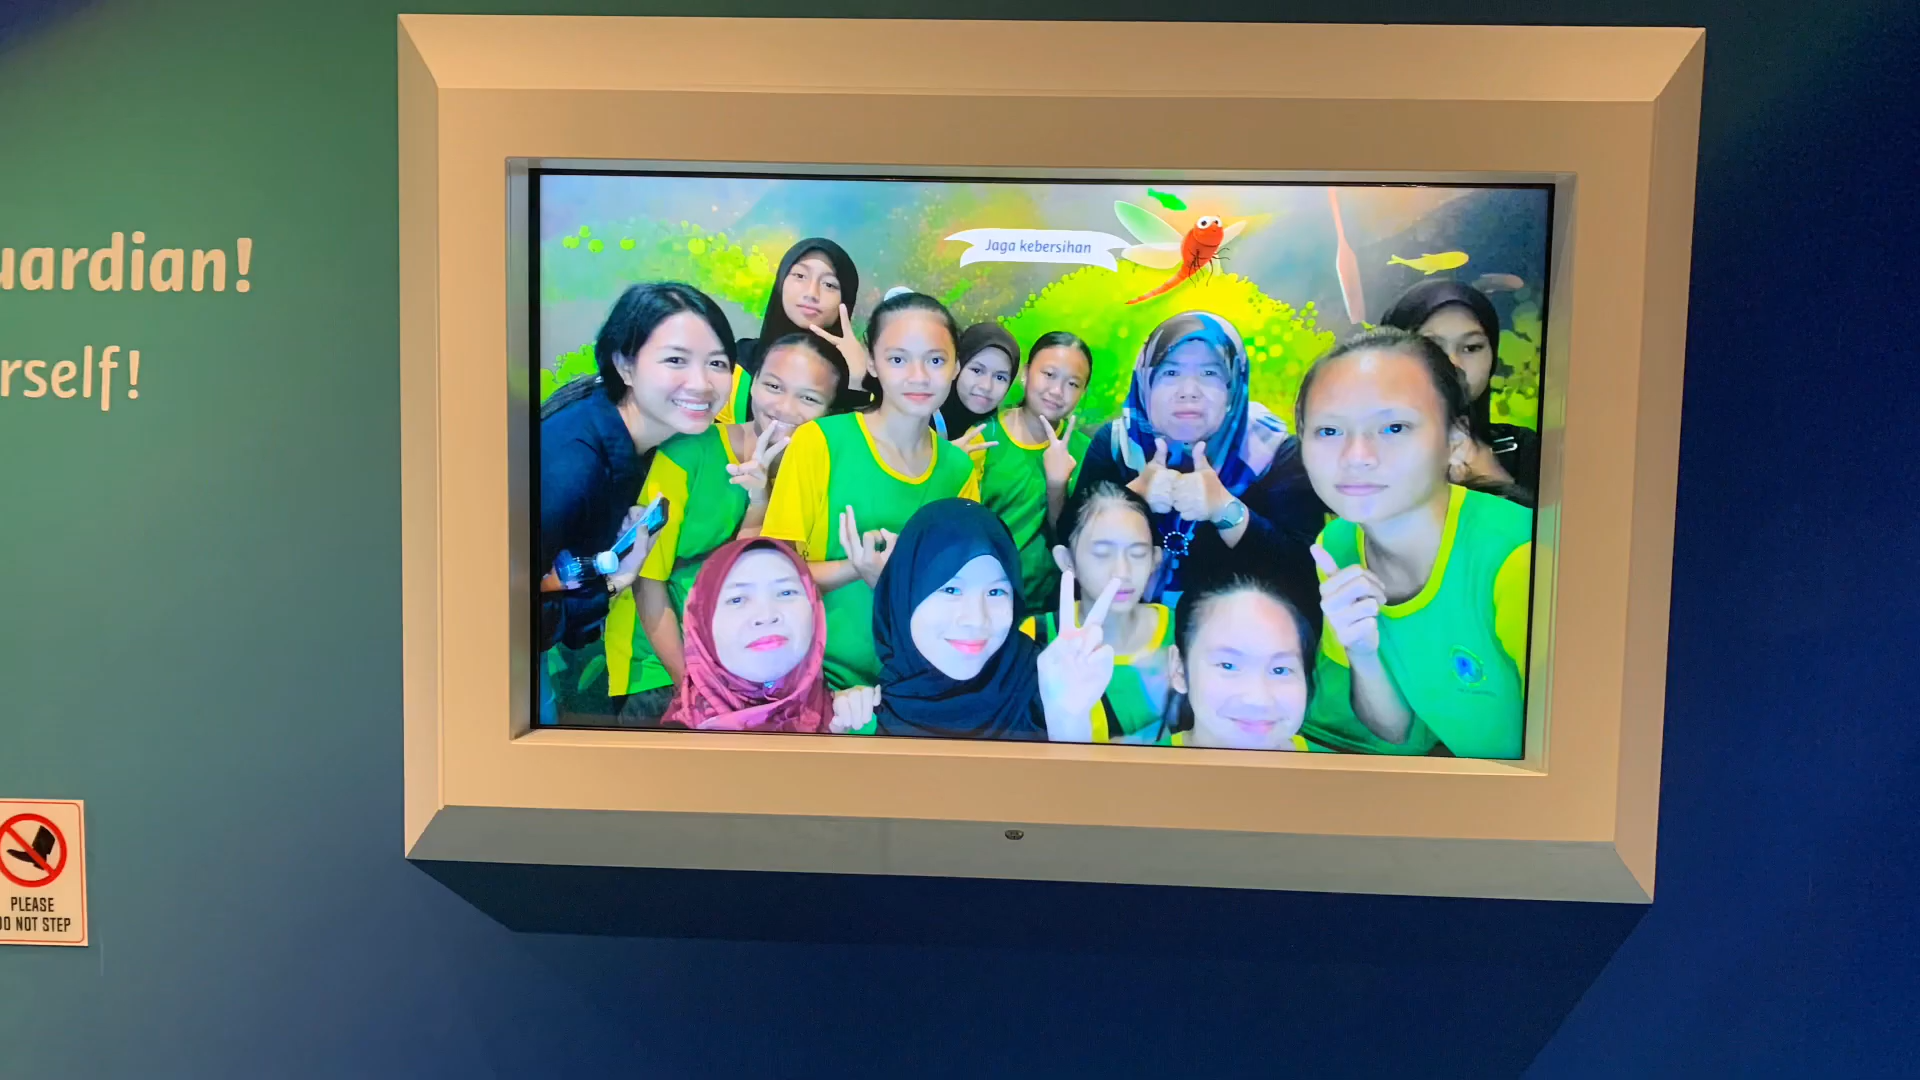 uardian!
rself!
Jaga kebersihan
PLEASE
DO NOT STEP